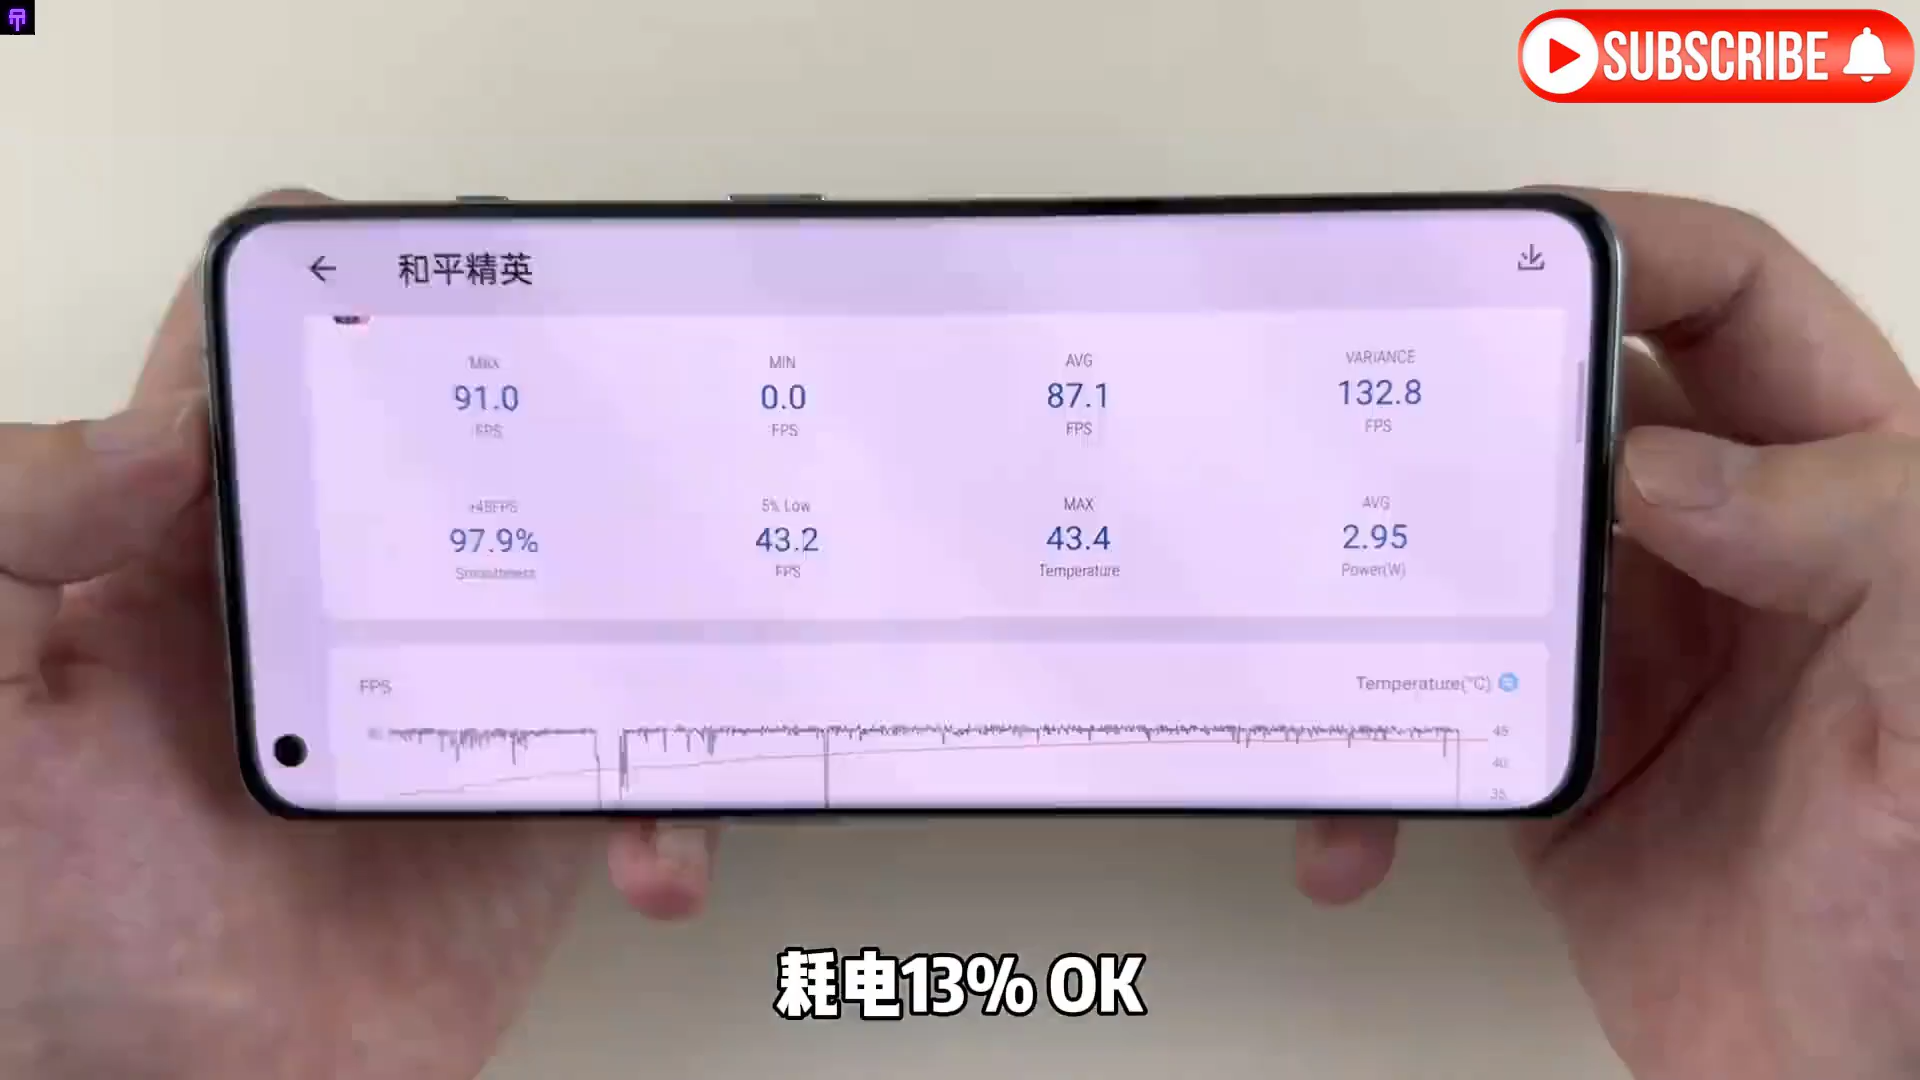 SUBSCRIBE
和平精英
MAX
MIN
AVG
VARIANCE
91.0
0.0
87.1
132.8
FPS
FPS
FPS
FPS
5% Low
MAX
AVG
97.9%
43.2
43.4
2.95
Smoothness
FPS
Temperature
Power(W)
FPS
Temperature(°C)
45
40
35
耗电13% OK